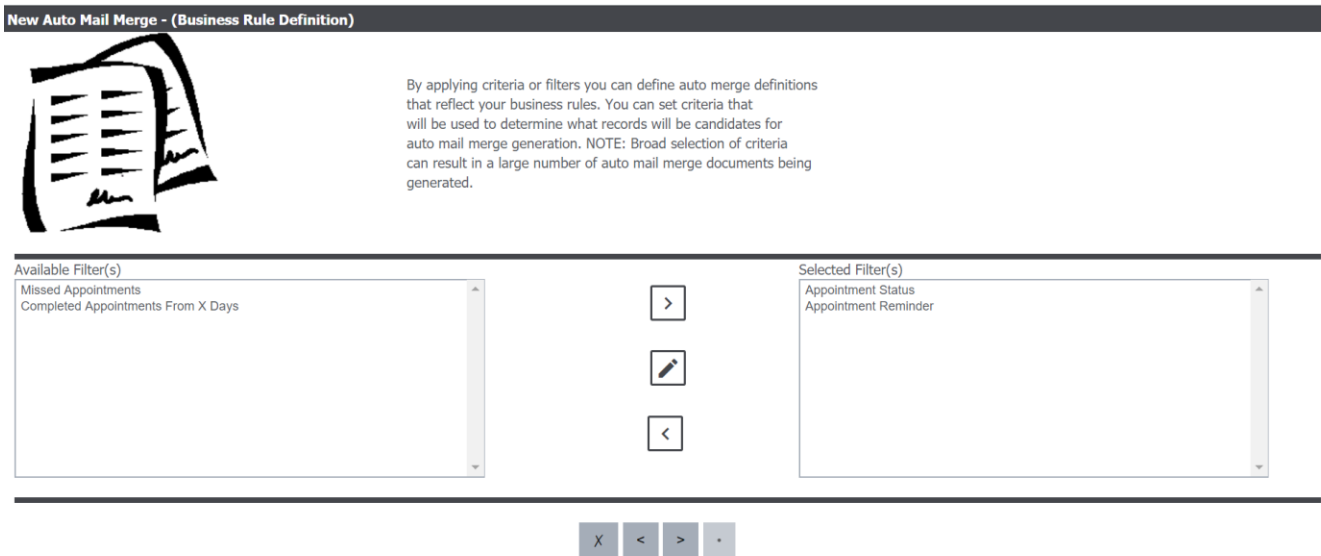 New Auto Mail Merge - (Business Rule Definition)
By applying criteria or filters you can define auto merge definitions
that reflect your business rules. You can set criteria that
will be used to determine what records will be candidates for
auto mail merge generation. NOTE: Broad selection of criteria
can result in a large number of auto mail merge documents being
generated.
Available Filter(s)
Missed Appointments
Completed Appointments From X Days
>
<
Selected Filter(s)
Appointment Status
Appointment Reminder
X < >